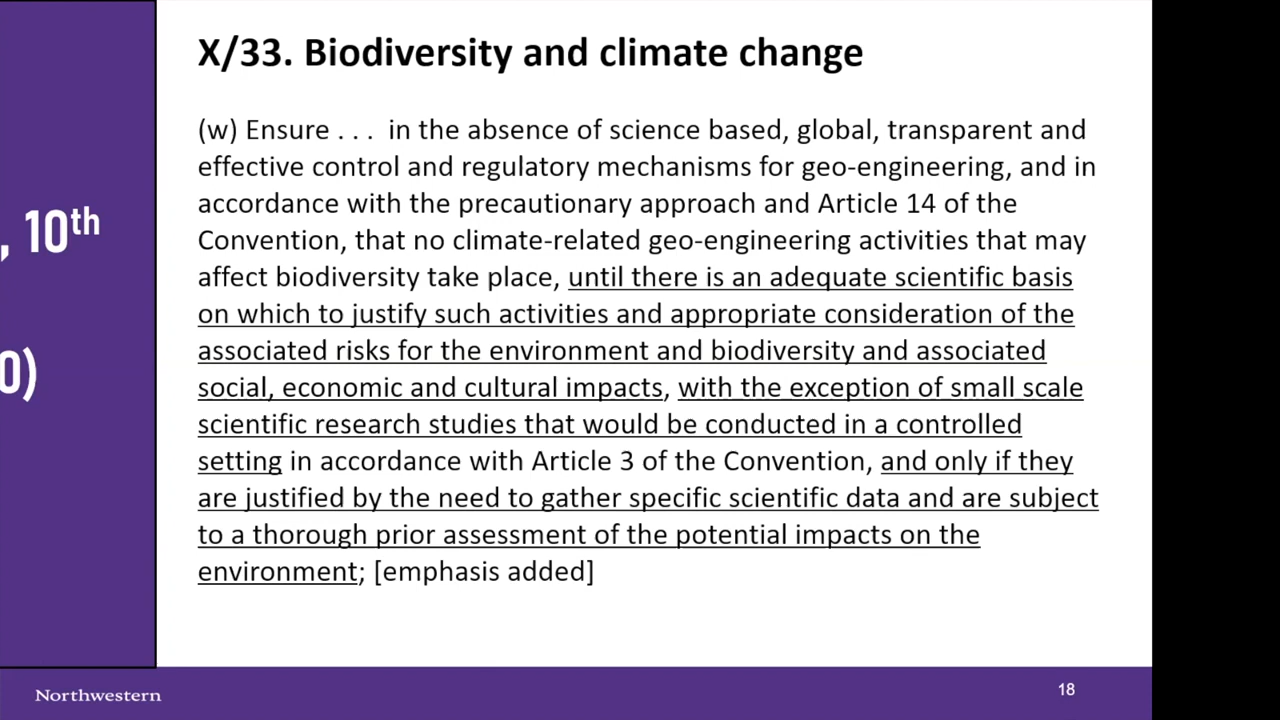 X/33. Biodiversity and climate change
(w) Ensure . . . in the absence of science based, global, transparent and
effective control and regulatory mechanisms for geo-engineering, and in
accordance with the precautionary approach and Article 14 of the
Convention, that no climate-related geo-engineering activities that may
affect biodiversity take place, until there is an adequate scientific basis
on which to justify such activities and appropriate consideration of the
associated risks for the environment and biodiversity and associated
social, economic and cultural impacts, with the exception of small scale
scientific research studies that would be conducted in a controlled
setting in accordance with Article 3 of the Convention, and only if they
are justified by the need to gather specific scientific data and are subject
to a thorough prior assessment of the potential impacts on the
environment; [emphasis added]
, 10th
0)
Northwestern
18